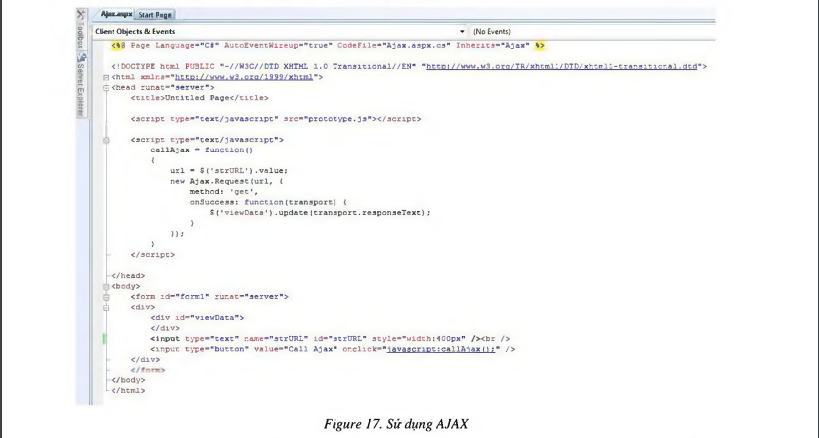 Ajax.aspx Start Page
Toolbox
Server Explorer
Client Objects & Events
(No Events)
<%@ Page Language="C#" AutoEventWireup="true" CodeFile="Ajax.aspx.cs" Inherits="Ajax" %>
<!DOCTYPE html PUBLIC "-//W3C//DTD XHTML 1.0 Transitional//EN" "http://www.w3.org/TR/xhtml1/DTD/xhtml1-transitional.dtd">
<html xmlns="http://www.w3.org/1999/xhtml">
<head runat="server">
<title>Untitled Page</title>
<script type="text/javascript" src="prototype.js"></script>
<script type="text/javascript">
callAjax = function()
{
url = $('strURL').value;
new Ajax.Request(url, {
method: 'get',
onSuccess: function(transport) {
$('viewData').update(transport.responseText);
}
});
}
</script>
</head>
<body>
<form id="form1" runat="server">
<div>
<div id="viewData">
</div>
<input type="text" name="strURL" id="strURL" style="width:400px" /><br />
<input type="button" value="Call Ajax" onclick="javascript:callAjax();" />
</div>
</form>
</body>
</html>
Figure 17. Sử dụng AJAX